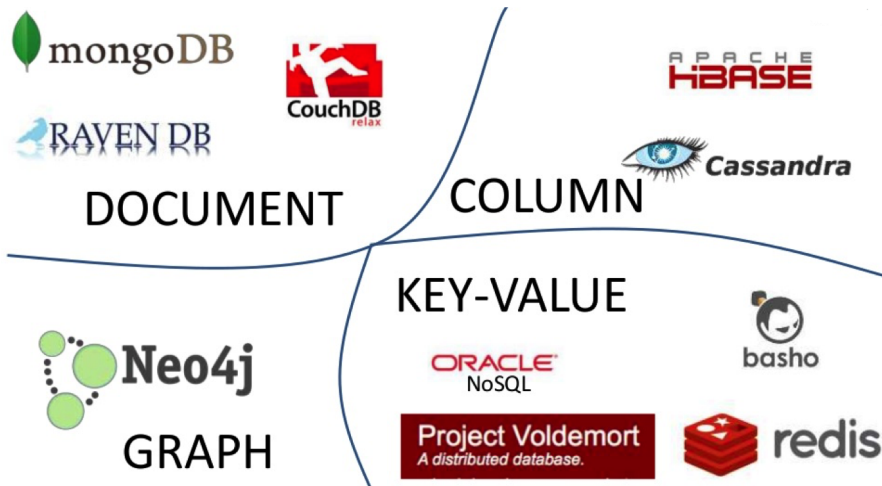 mongoDB
RAVEN DB
CouchDB
relax
DOCUMENT
APACHE
HBASE
Cassandra
COLUMN
KEY-VALUE
ORACLE
NoSQL
basho
Project Voldemort
A distributed database.
redis
Neo4j
GRAPH